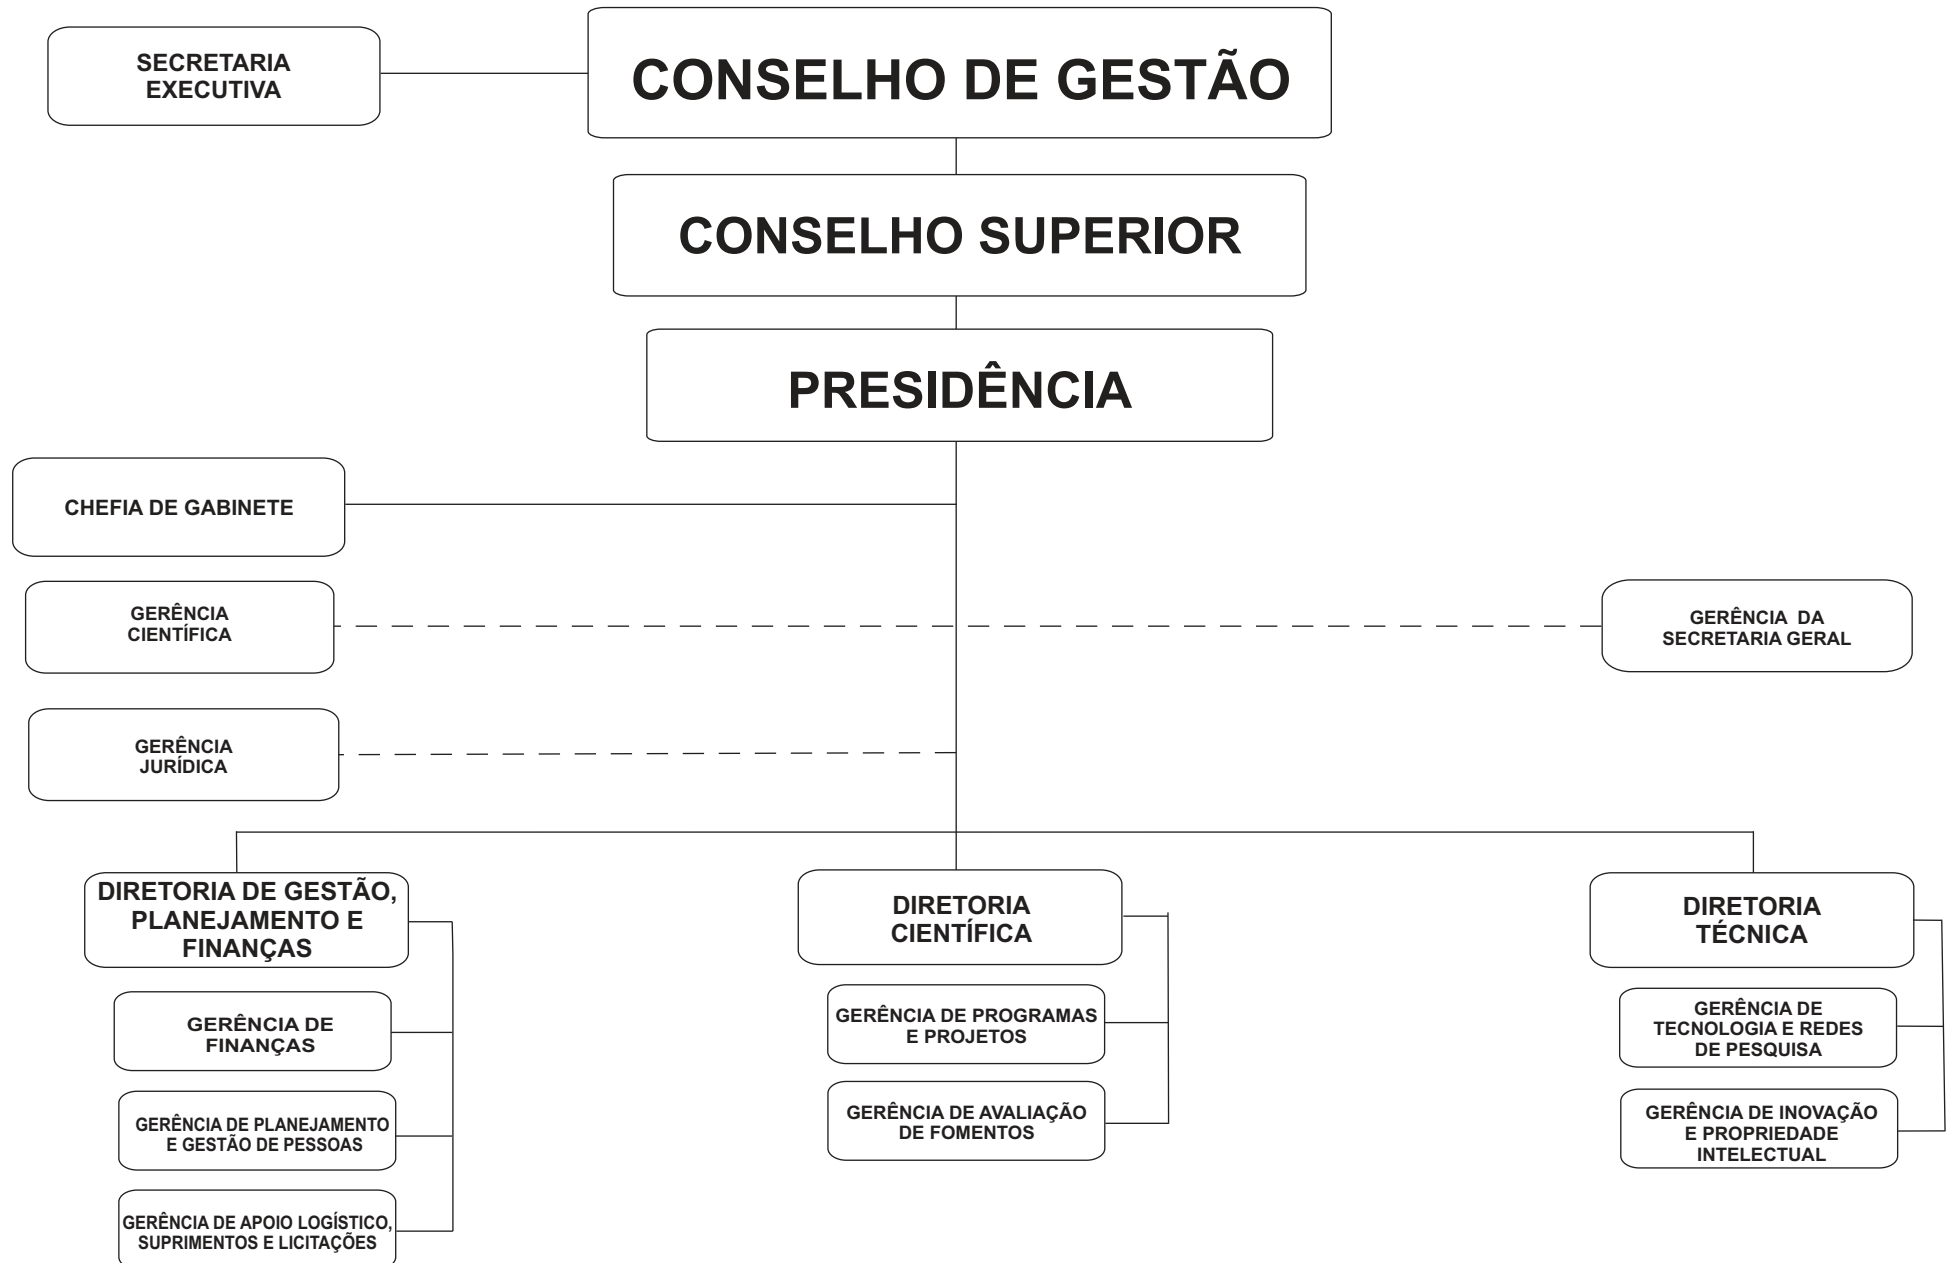 SECRETARIA
EXECUTIVA
CONSELHO DE GESTÃO
CONSELHO SUPERIOR
PRESIDÊNCIA
CHEFIA DE GABINETE
GERÊNCIA
CIENTÍFICA
GERÊNCIA DA
SECRETARIA GERAL
GERÊNCIA
JURÍDICA
DIRETORIA DE GESTÃO,
PLANEJAMENTO E
FINANÇAS
GERÊNCIA DE
FINANÇAS
GERÊNCIA DE PLANEJAMENTO
E GESTÃO DE PESSOAS
GERÊNCIA DE APOIO LOGÍSTICO,
SUPRIMENTOS E LICITAÇÕES
DIRETORIA
CIENTÍFICA
GERÊNCIA DE PROGRAMAS
E PROJETOS
GERÊNCIA DE AVALIAÇÃO
DE FOMENTOS
DIRETORIA
TÉCNICA
GERÊNCIA DE
TECNOLOGIA E REDES
DE PESQUISA
GERÊNCIA DE INOVAÇÃO
E PROPRIEDADE
INTELECTUAL